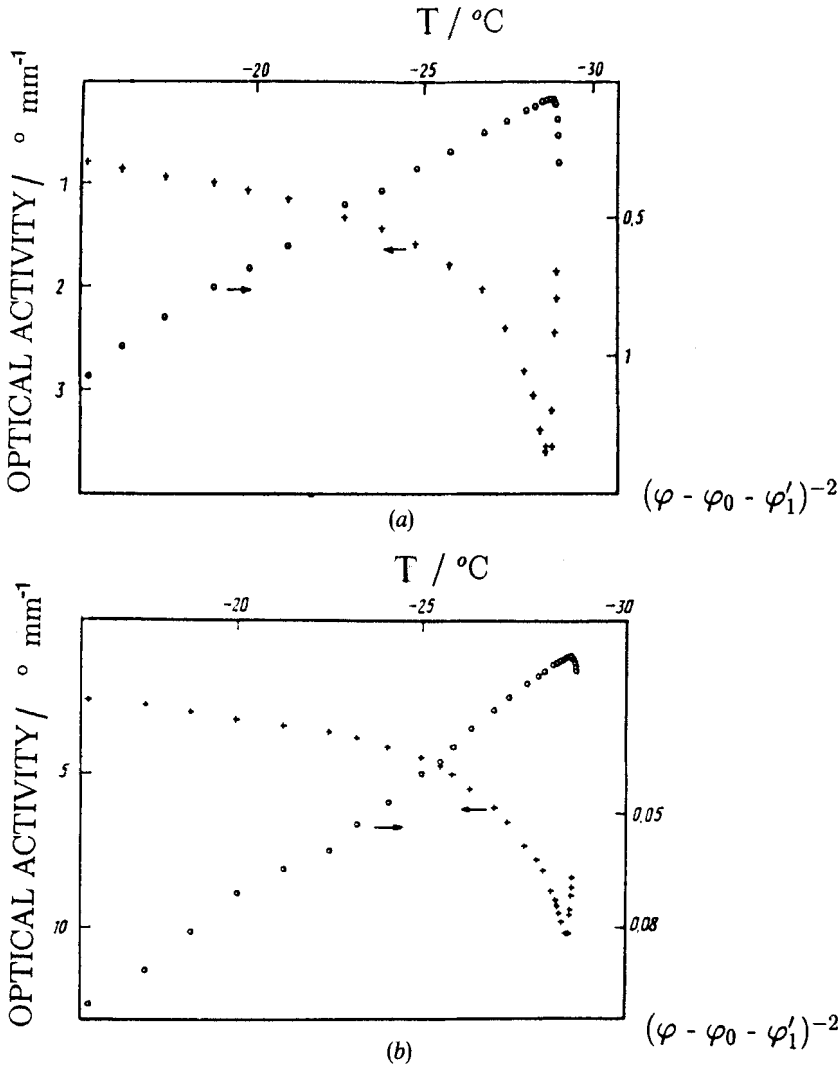 T / °C
-20 -25 -30
OPTICAL ACTIVITY / ° mm⁻¹
1
2
3
0,5
1
(φ - φ₀ - φ′₁)⁻²
(a)
T / °C
-20 -25 -30
OPTICAL ACTIVITY / ° mm⁻¹
5
10
0,05
0,08
(φ - φ₀ - φ′₁)⁻²
(b)